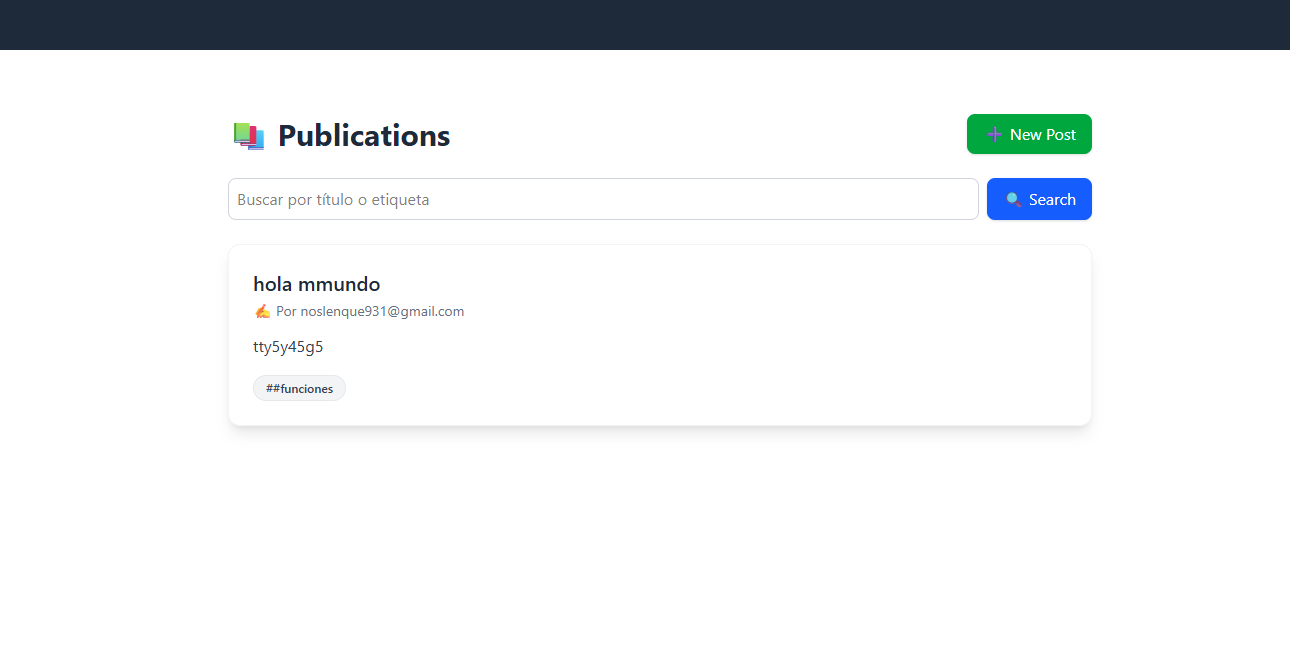 📚 Publications
➕ New Post
Buscar por título o etiqueta
🔍 Search
hola mmundo
✍️ Por noslenque931@gmail.com
tty5y45g5
##funciones